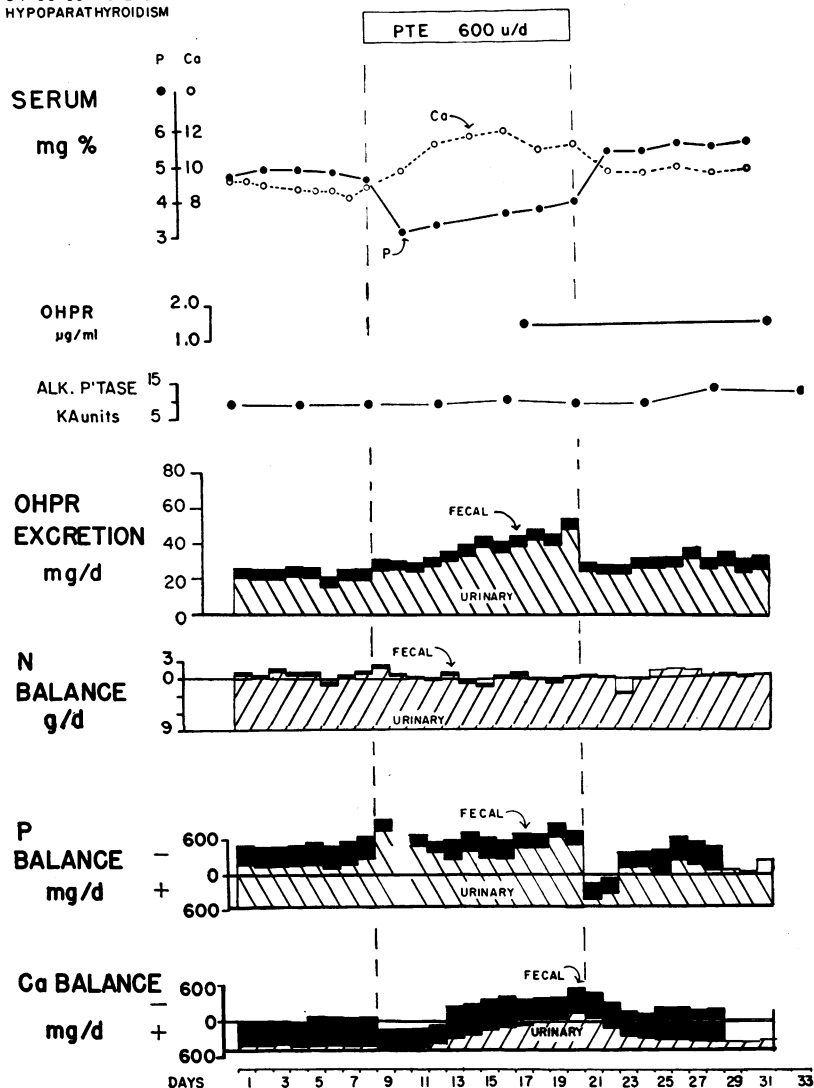 HYPOPARATHYROIDISM
PTE 600 u/d
P Ca
SERUM
mg %
6 12
5 10
4 8
3
Ca
P
OHPR
µg/ml
2.0
1.0
ALK. P'TASE
KAunits
15
5
OHPR
EXCRETION
mg/d
80
60
40
20
0
FECAL
URINARY
N
BALANCE
g/d
3
0
9
FECAL
URINARY
P
BALANCE
mg/d
−
+
600
0
600
FECAL
URINARY
Ca BALANCE
mg/d
−
+
600
0
600
FECAL
URINARY
DAYS 1 3 5 7 9 11 13 15 17 19 21 23 25 27 29 31 33